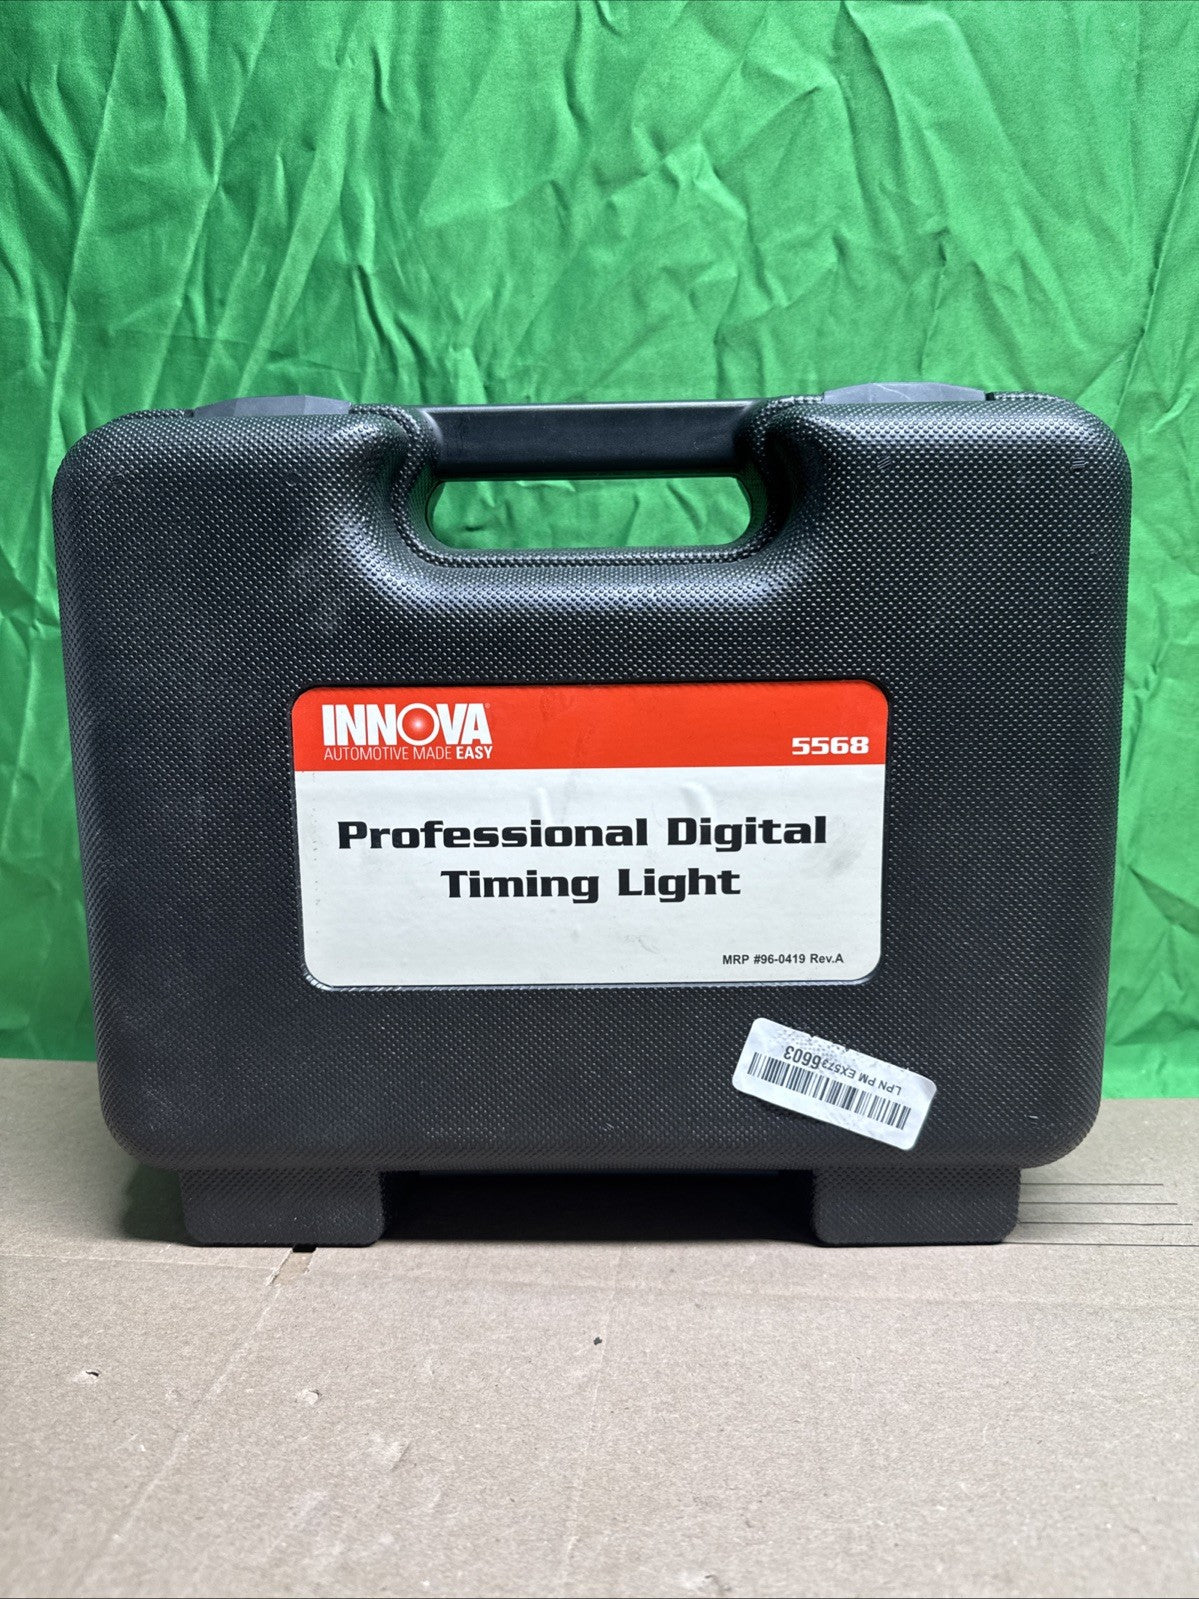 INNOVA®
AUTOMOTIVE MADE EASY
5568
Professional Digital
Timing Light
MRP #96-0419 Rev.A
LPN PM EX5736603